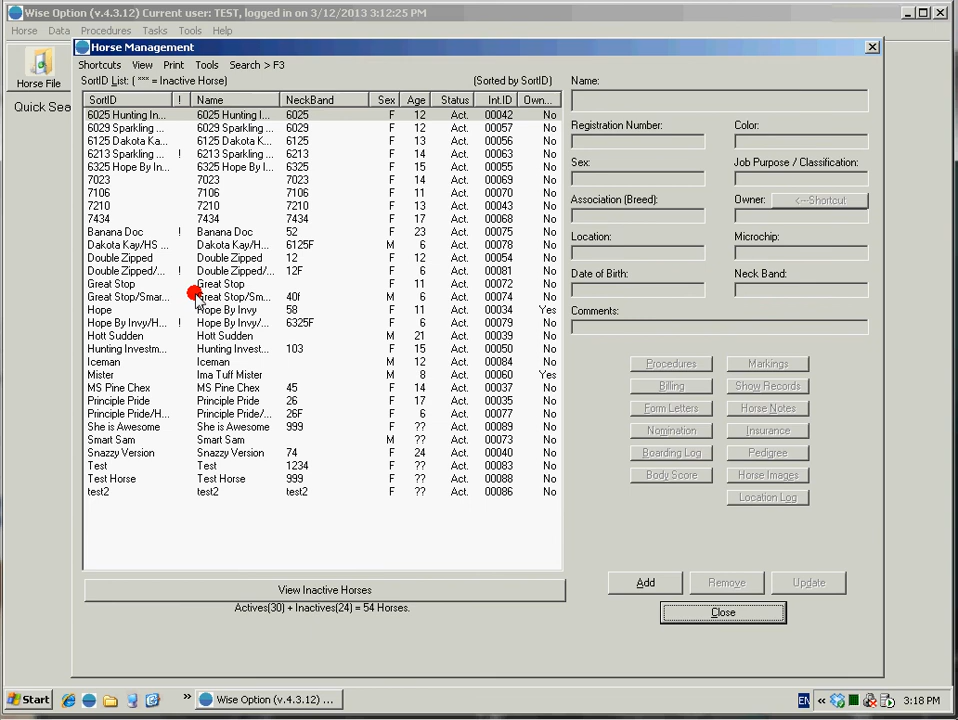 Wise Option (v.4.3.12) Current user: TEST, logged in on 3/12/2013 3:12:25 PM
Horse Data Procedures Tasks Tools Help
Horse File
Quick Sea
Horse Management
Shortcuts View Print Tools Search > F3
SortID List: ( *** = Inactive Horse) (Sorted by SortID)
SortID ! Name NeckBand Sex Age Status Int.ID Own...
6025 Hunting In... 6025 Hunting I... 6025 F 12 Act. 00042 No
6029 Sparkling ... 6029 Sparkling ... 6029 F 12 Act. 00057 No
6125 Dakota Ka... 6125 Dakota K... 6125 F 13 Act. 00056 No
6213 Sparkling ... ! 6213 Sparkling ... 6213 F 14 Act. 00063 No
6325 Hope By In... 6325 Hope By I... 6325 F 15 Act. 00055 No
7023 7023 7023 F 14 Act. 00069 No
7106 7106 7106 F 11 Act. 00070 No
7210 7210 7210 F 13 Act. 00043 No
7434 7434 7434 F 17 Act. 00068 No
Banana Doc ! Banana Doc 52 F 23 Act. 00075 No
Dakota Kay/HS ... Dakota Kay/H... 6125F M 6 Act. 00078 No
Double Zipped Double Zipped 12 F 12 Act. 00054 No
Double Zipped/... ! Double Zipped/... 12F F 6 Act. 00081 No
Great Stop Great Stop F 11 Act. 00072 No
Great Stop/Smar... Great Stop/Sm... 40f M 6 Act. 00074 No
Hope Hope By Invy 58 F 11 Act. 00034 Yes
Hope By Invy/H... ! Hope By Invy/... 6325F F 6 Act. 00079 No
Hott Sudden Hott Sudden M 21 Act. 00039 No
Hunting Investm... Hunting Invest... 103 F 15 Act. 00050 No
Iceman Iceman M 12 Act. 00084 No
Mister Ima Tuff Mister M 8 Act. 00060 Yes
MS Pine Chex MS Pine Chex 45 F 14 Act. 00037 No
Principle Pride Principle Pride 26 F 17 Act. 00035 No
Principle Pride/H... Principle Pride/... 26F F 6 Act. 00077 No
She is Awesome She is Awesome 999 F ?? Act. 00089 No
Smart Sam Smart Sam M ?? Act. 00073 No
Snazzy Version Snazzy Version 74 F 24 Act. 00040 No
Test Test 1234 F ?? Act. 00083 No
Test Horse Test Horse 999 F ?? Act. 00088 No
test2 test2 test2 F ?? Act. 00086 No
View Inactive Horses
Actives(30) + Inactives(24) = 54 Horses.
Name:
Registration Number: Color:
Sex: Job Purpose / Classification:
Association (Breed): Owner: <--Shortcut
Location: Microchip:
Date of Birth: Neck Band:
Comments:
Procedures Markings
Billing Show Records
Form Letters Horse Notes
Nomination Insurance
Boarding Log Pedigree
Body Score Horse Images
Location Log
Add Remove Update
Close
Start » Wise Option (v.4.3.12) ... EN « 3:18 PM